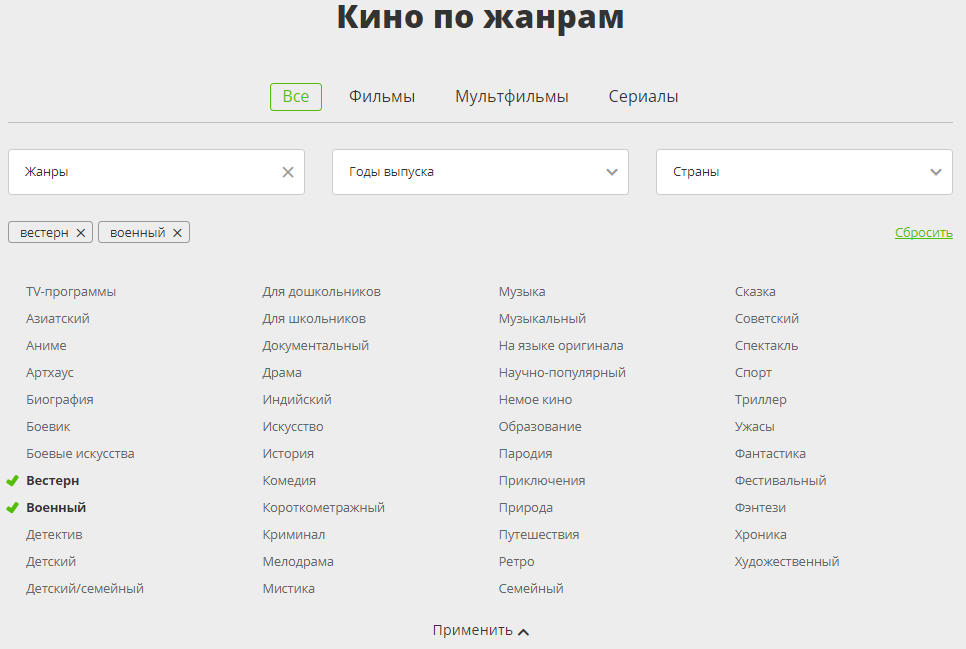 Кино по жанрам
Все Фильмы Мультфильмы Сериалы
Жанры Годы выпуска Страны
вестерн военный Сбросить
TV-программы Для дошкольников Музыка Сказка
Азиатский Для школьников Музыкальный Советский
Аниме Документальный На языке оригинала Спектакль
Артхаус Драма Научно-популярный Спорт
Биография Индийский Немое кино Триллер
Боевик Искусство Образование Ужасы
Боевые искусства История Пародия Фантастика
Вестерн Комедия Приключения Фестивальный
Военный Короткометражный Природа Фэнтези
Детектив Криминал Путешествия Хроника
Детский Мелодрама Ретро Художественный
Детский/семейный Мистика Семейный
Применить